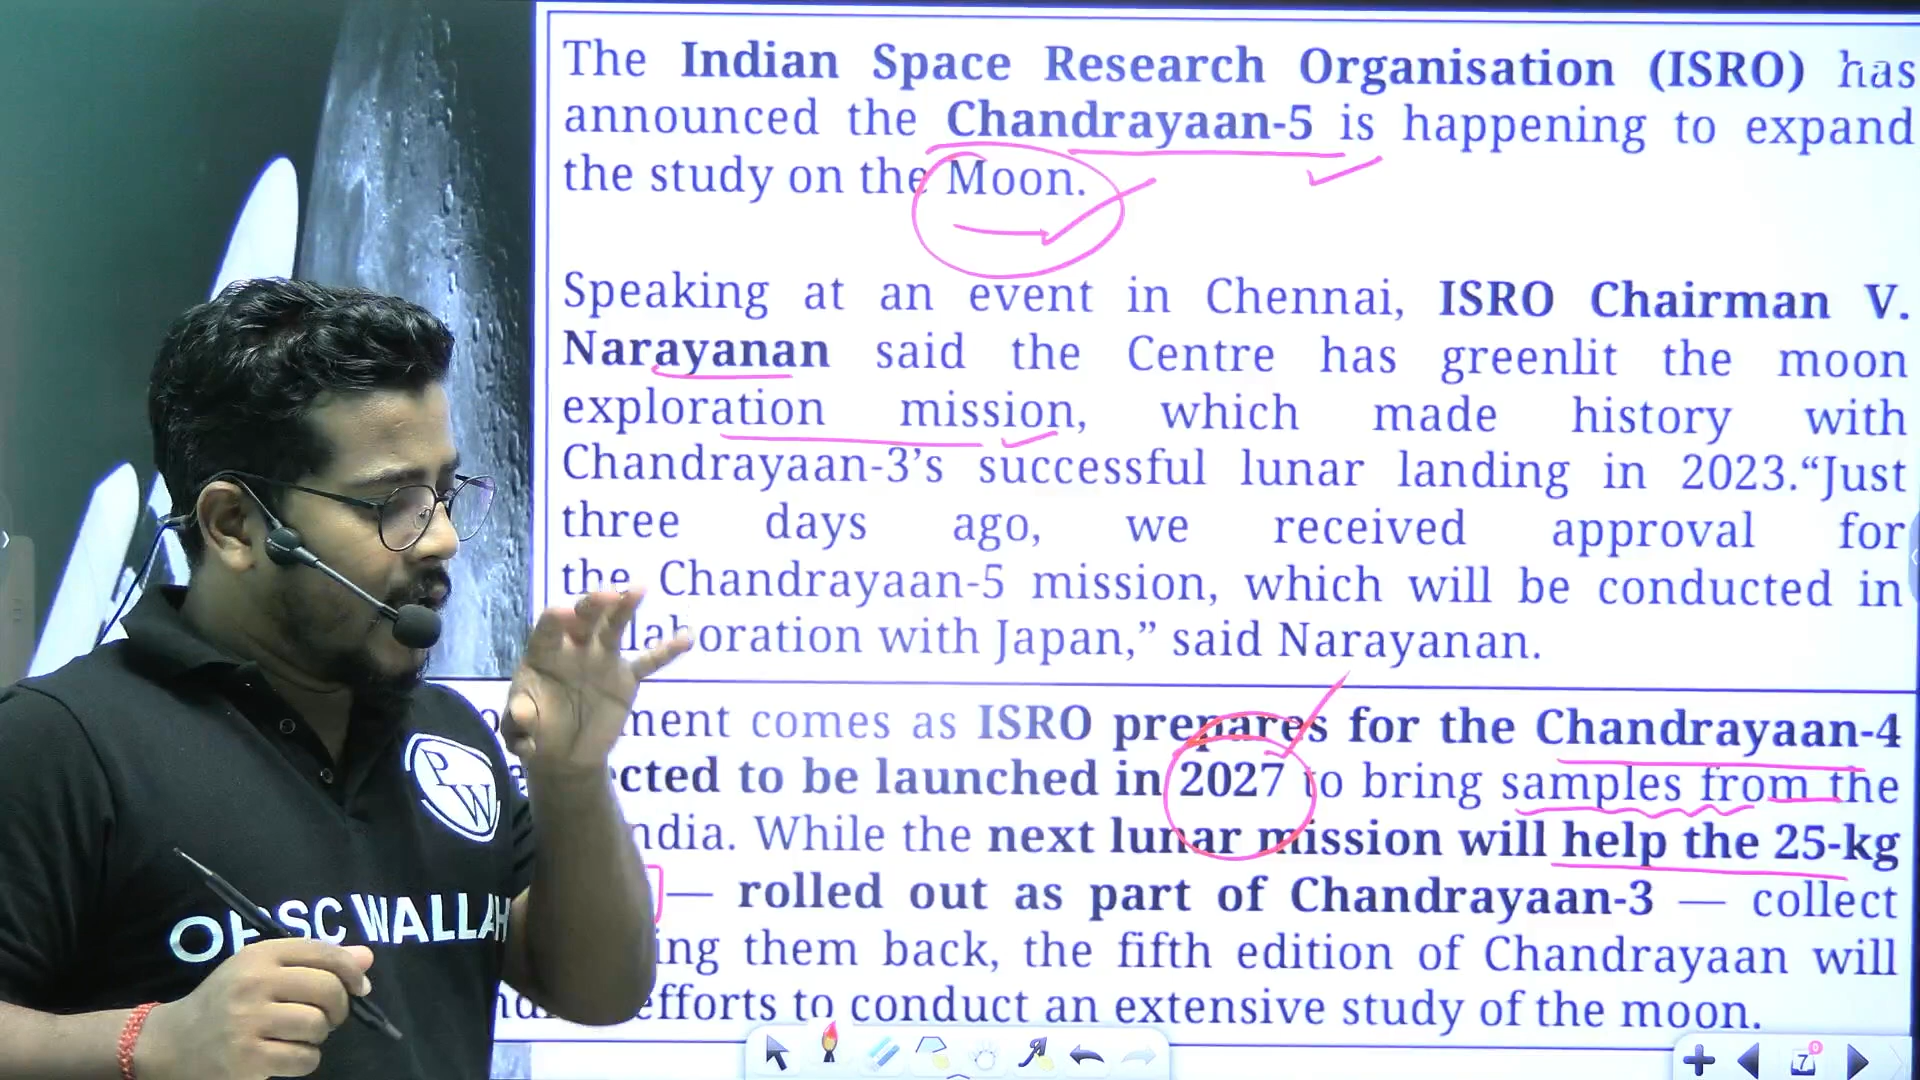 The Indian Space Research Organisation (ISRO) has
announced the Chandrayaan-5 is happening to expand
the study on the Moon.
Speaking at an event in Chennai, ISRO Chairman V.
Narayanan said the Centre has greenlit the moon
exploration mission, which made history with
Chandrayaan-3’s successful lunar landing in 2023.“Just
three days ago, we received approval for
the Chandrayaan-5 mission, which will be conducted in
laboration with Japan,” said Narayanan.
ment comes as ISRO prepares for the Chandrayaan-4
cted to be launched in 2027 to bring samples from the
ndia. While the next lunar mission will help the 25-kg
— rolled out as part of Chandrayaan-3 — collect
ing them back, the fifth edition of Chandrayaan will
efforts to conduct an extensive study of the moon.
PW
OPSC WALLAH
7